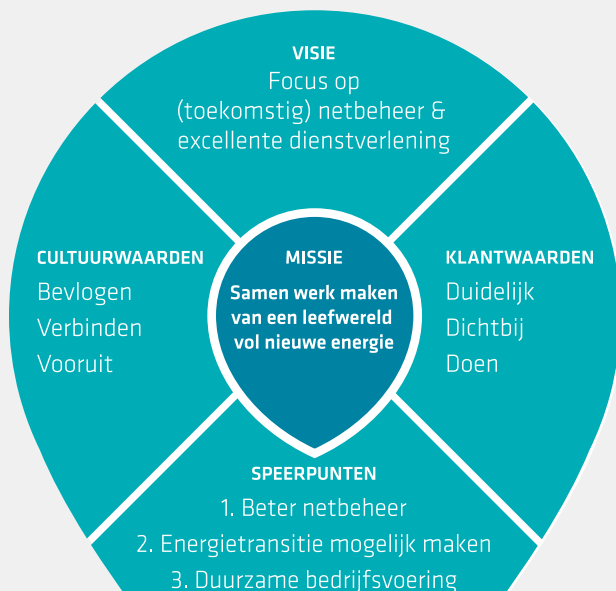 VISIE
Focus op
(toekomstig) netbeheer &
excellente dienstverlening
CULTUURWAARDEN
Bevlogen
Verbinden
Vooruit
MISSIE
Samen werk maken
van een leefwereld
vol nieuwe energie
KLANTWAARDEN
Duidelijk
Dichtbij
Doen
SPEERPUNTEN
1. Beter netbeheer
2. Energietransitie mogelijk maken
3. Duurzame bedrijfsvoering